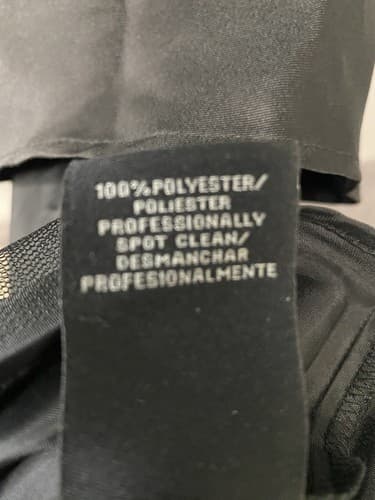 100%POLYESTER/
POLIESTER
PROFESSIONALLY
SPOT CLEAN/
DESMANCHAR
PROFESIONALMENTE